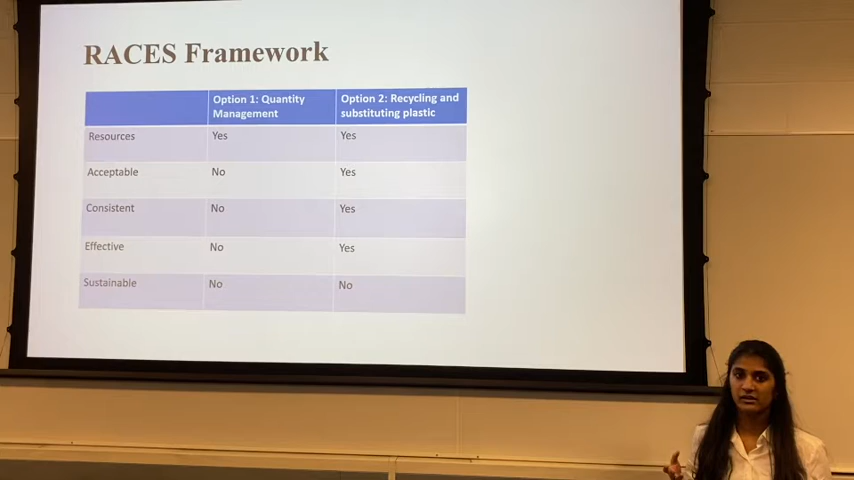 RACES Framework
Option 1: Quantity Management
Option 2: Recycling and substituting plastic
Resources Yes Yes
Acceptable No Yes
Consistent No Yes
Effective No Yes
Sustainable No No